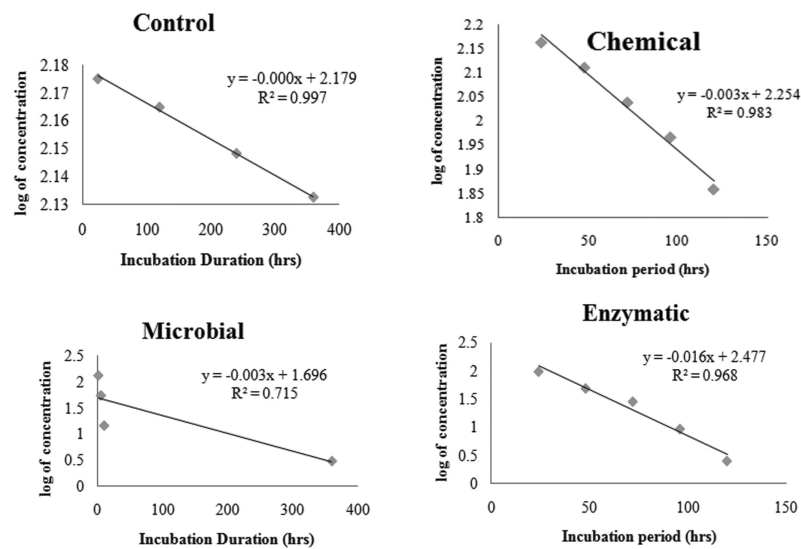 Control
2.18
2.17
2.16
2.15
2.14
2.13
log of concentration
y = -0.000x + 2.179
R² = 0.997
0 100 200 300 400
Incubation Duration (hrs)
Chemical
2.2
2.15
2.1
2.05
2
1.95
1.9
1.85
1.8
log of concentration
y = -0.003x + 2.254
R² = 0.983
0 50 100 150
Incubation period (hrs)
Microbial
2.5
2
1.5
1
0.5
0
log of concentration
y = -0.003x + 1.696
R² = 0.715
0 100 200 300 400
Incubation Duration (hrs)
Enzymatic
2.5
2
1.5
1
0.5
0
log of concentration
y = -0.016x + 2.477
R² = 0.968
0 50 100 150
Incubation period (hrs)